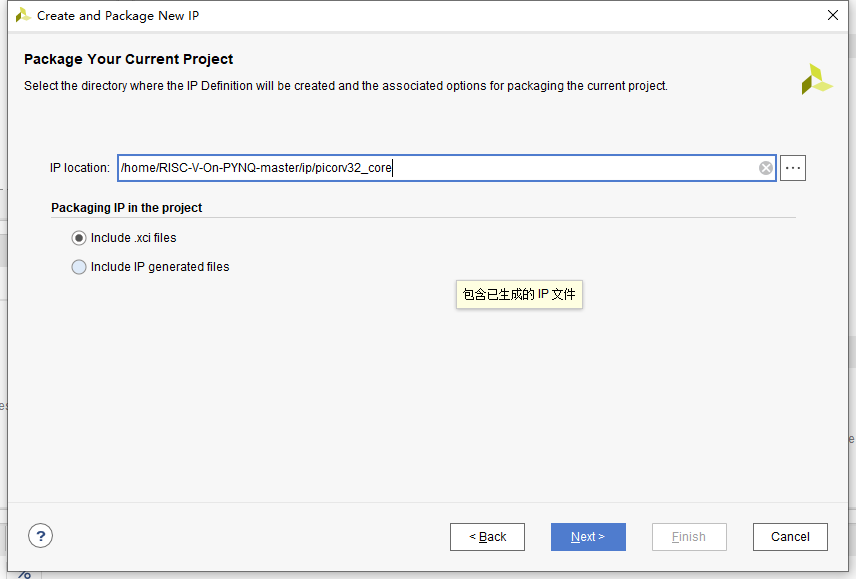 Create and Package New IP
Package Your Current Project
Select the directory where the IP Definition will be created and the associated options for packaging the current project.
IP location: /home/RISC-V-On-PYNQ-master/ip/picorv32_core
Packaging IP in the project
Include .xci files
Include IP generated files
包含已生成的 IP 文件
?
< Back
Next >
Finish
Cancel